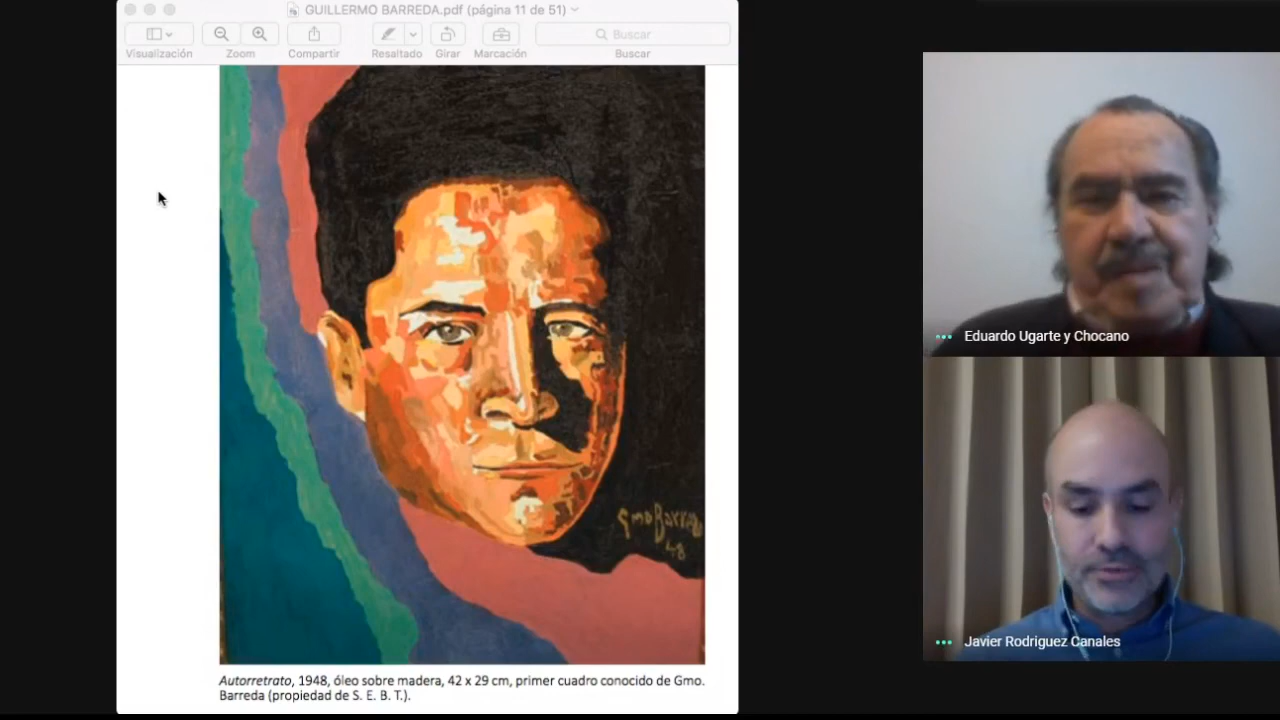 GUILLERMO BARREDA.pdf (página 11 de 51)
Buscar
Visualización Zoom Compartir Resaltado Girar Marcación Buscar
Eduardo Ugarte y Chocano
Gmo Barreda
48
Javier Rodriguez Canales
Autorretrato, 1948, óleo sobre madera, 42 x 29 cm, primer cuadro conocido de Gmo.
Barreda (propiedad de S. E. B. T.).